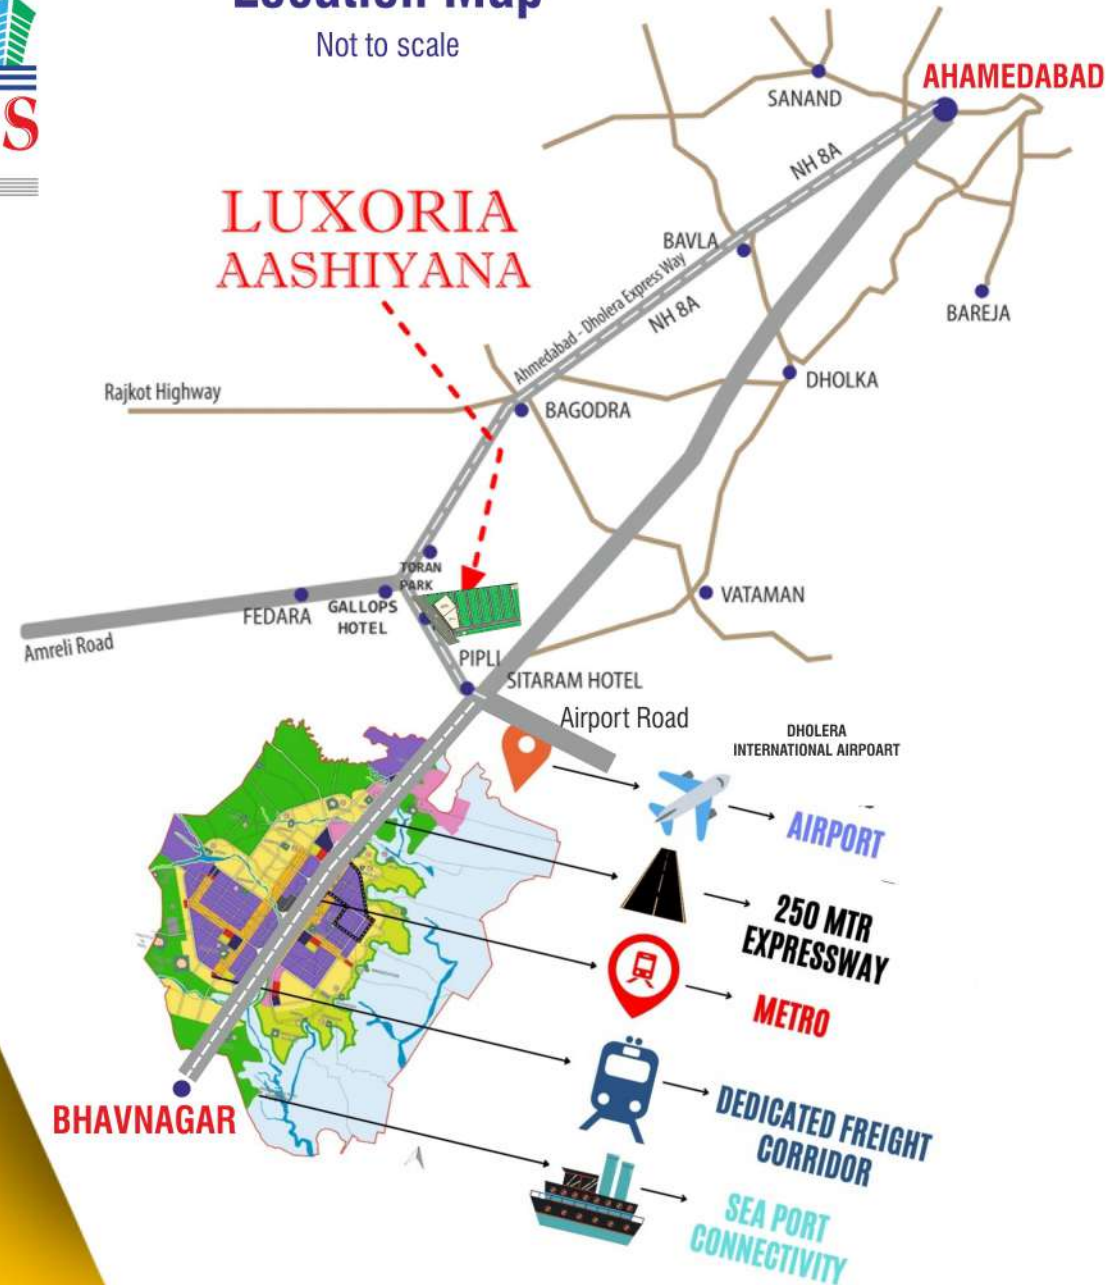 Location Map
Not to scale
S
AHAMEDABAD
SANAND
NH 8A
LUXORIA
AASHIYANA
BAVLA
Ahmedabad - Dholera Express Way
NH 8A
BAREJA
Rajkot Highway
DHOLKA
BAGODRA
TORAN
PARK
FEDARA
GALLOPS
HOTEL
VATAMAN
Amreli Road
PIPLI
SITARAM HOTEL
Airport Road
DHOLERA
INTERNATIONAL AIRPOART
AIRPORT
250 MTR
EXPRESSWAY
METRO
DEDICATED FREIGHT
CORRIDOR
BHAVNAGAR
SEA PORT
CONNECTIVITY